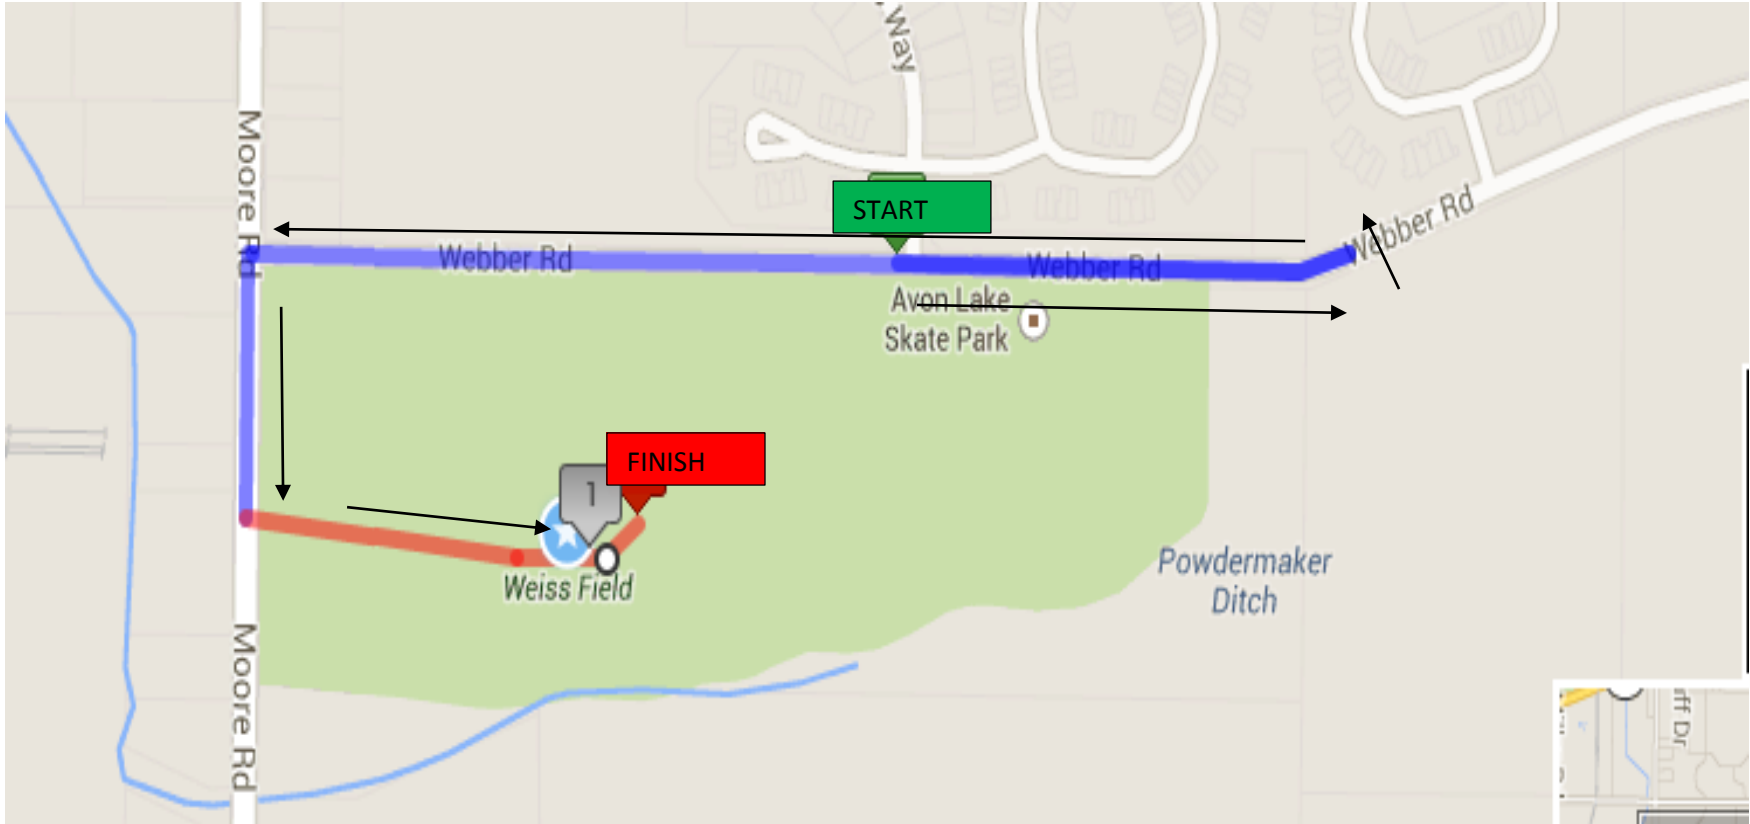 Way
Moore Rd
START
Webber Rd
Webber Rd
Webber Rd
Avon Lake
Skate Park
FINISH
1
Weiss Field
Powdermaker
Ditch
Moore Rd